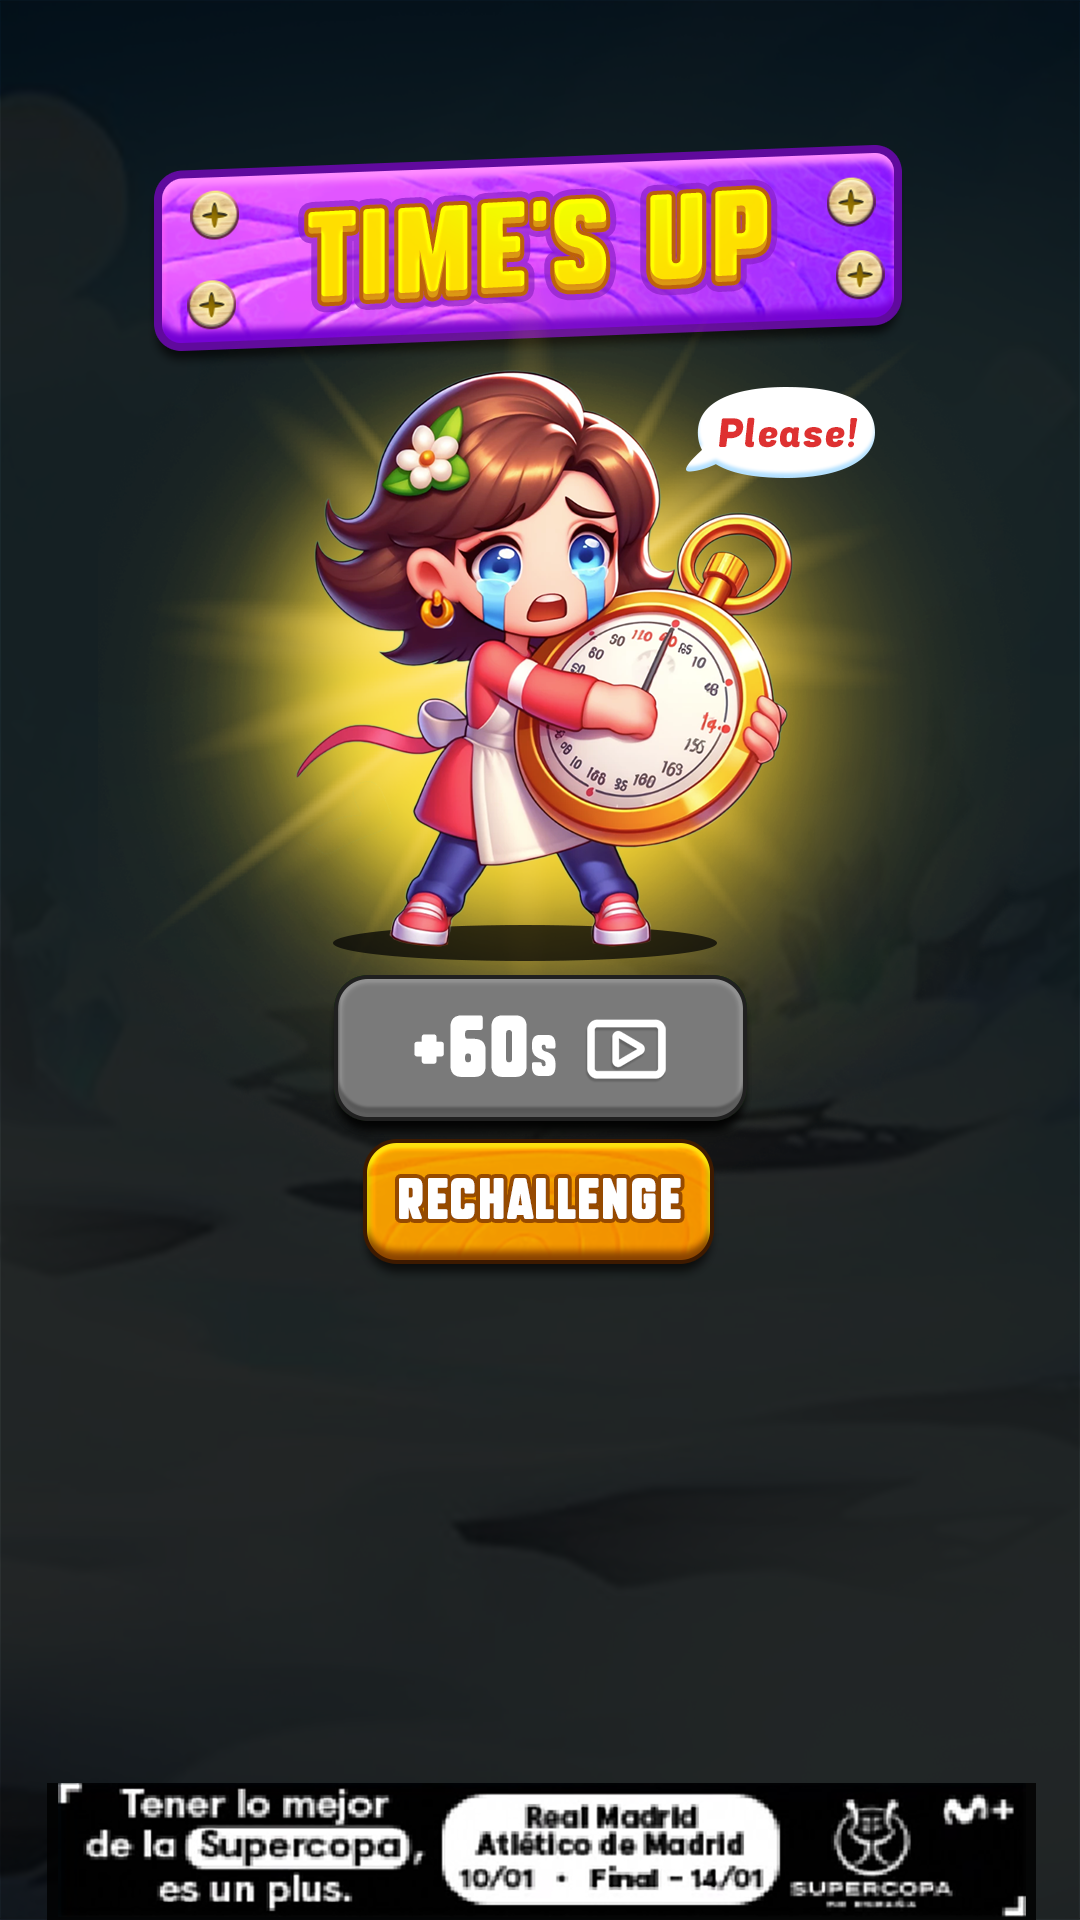 TIME'S UP
Please!
+60s
RECHALLENGE
Tener lo mejor
de la Supercopa,
es un plus.
Real Madrid
Atlético de Madrid
10/01 • Final - 14/01
SUPERCOPA
M+